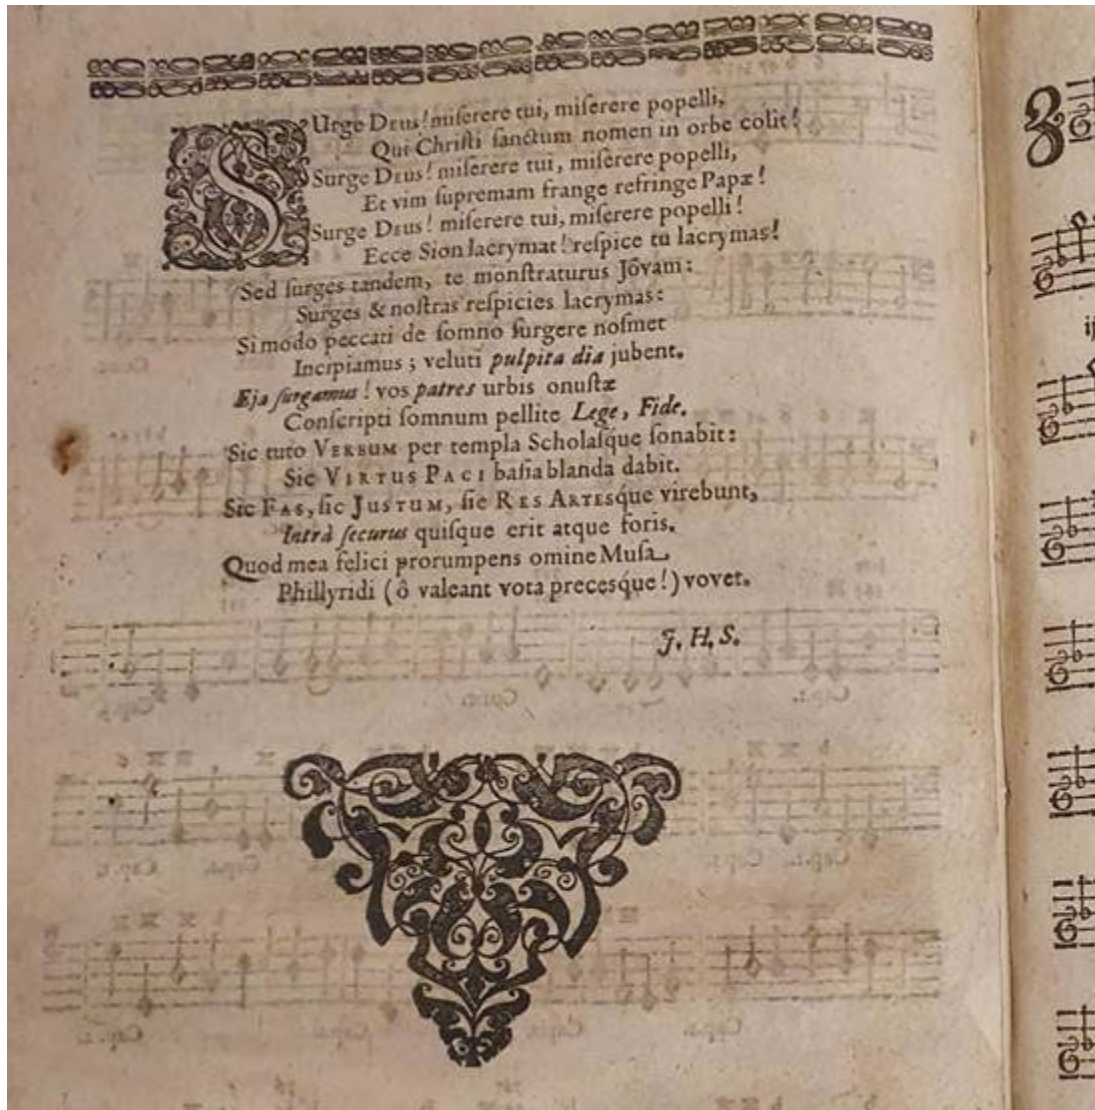 SUrge DEUS! miſerere tui, miſerere popelli,
Qui Chriſti ſanctum nomen in orbe colit!
Surge DEUS! miſerere tui, miſerere popelli,
Et vim ſupremam frange refringe Papæ!
Surge DEUS! miſerere tui, miſerere popelli!
Ecce Sion lacrymat! reſpice tu lacrymas!
Sed ſurges tandem, te monſtraturus Jôvam:
Surges & noſtras reſpicies lacrymas:
Si modo peccati de ſomno ſurgere noſmet
Incipiamus; veluti pulpita dia jubent.
Eja ſurgamus! vos patres urbis onuſtæ
Conſcripti ſomnum pellite Lege, Fide.
Sic tuto VERBUM per templa Scholaſque ſonabit:
Sic VIRTUS PACI baſia blanda dabit.
Sic FAS, ſic JUSTUM, ſic RES ARTESque virebunt,
Intrà ſecurus quiſque erit atque foris.
Quod mea felici prorumpens omine Muſa
Phillyridi (ô valeant vota preceſque!) vovet.
J. H. S.
ij